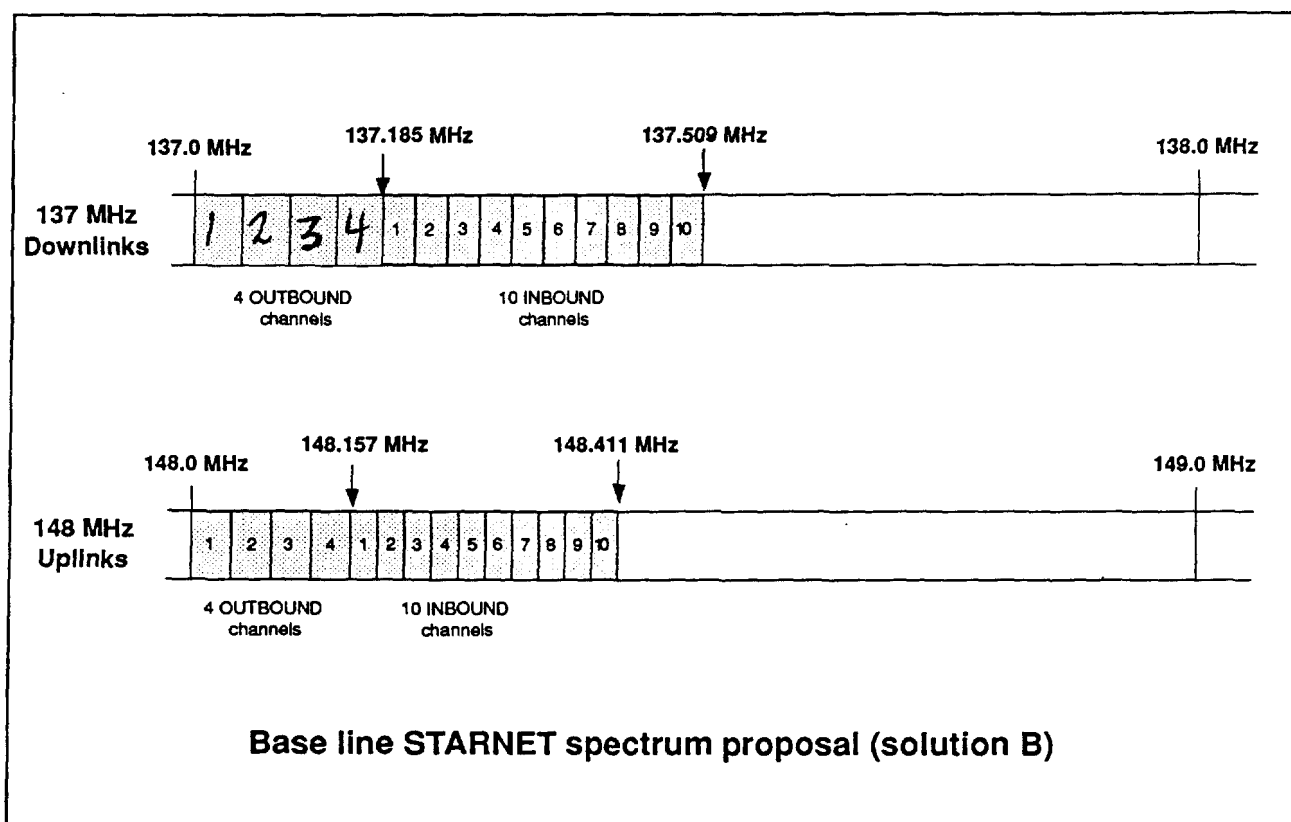 137.0 MHz 137.185 MHz 137.509 MHz 138.0 MHz
137 MHz
Downlinks
1 2 3 4 1 2 3 4 5 6 7 8 9 10
4 OUTBOUND
channels
10 INBOUND
channels
148.0 MHz 148.157 MHz 148.411 MHz 149.0 MHz
148 MHz
Uplinks
1 2 3 4 1 2 3 4 5 6 7 8 9 10
4 OUTBOUND
channels
10 INBOUND
channels
Base line STARNET spectrum proposal (solution B)